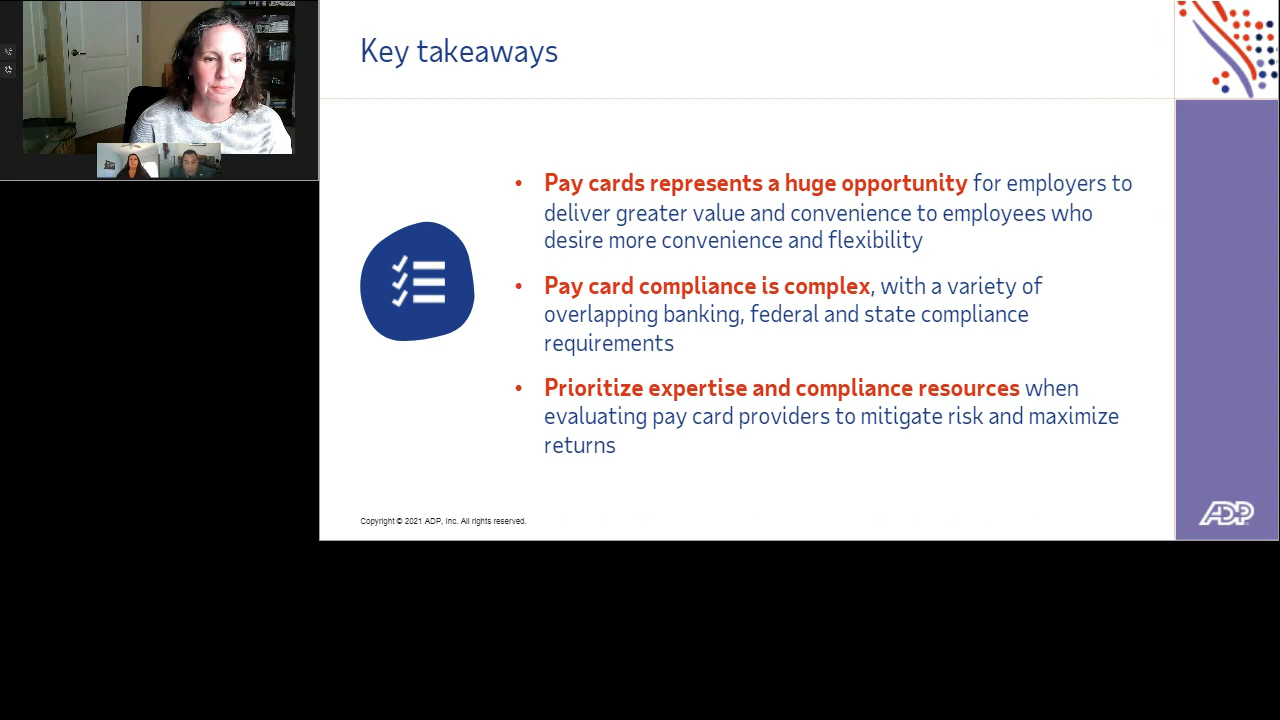 Key takeaways
• Pay cards represents a huge opportunity for employers to
deliver greater value and convenience to employees who
desire more convenience and flexibility
• Pay card compliance is complex, with a variety of
overlapping banking, federal and state compliance
requirements
• Prioritize expertise and compliance resources when
evaluating pay card providers to mitigate risk and maximize
returns
Copyright © 2021 ADP, Inc. All rights reserved.
ADP